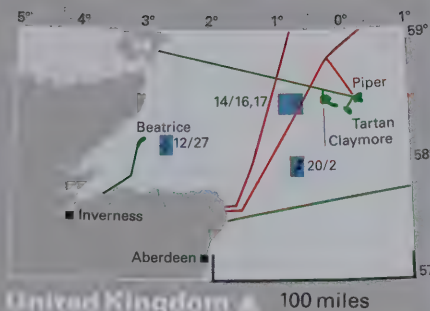 5° 4° 3° 2° 1° 0° 1°
59°
Piper
14/16,17
Tartan
Beatrice
Claymore
12/27
58
20/2
Inverness
Aberdeen
57
United Kingdom
100 miles